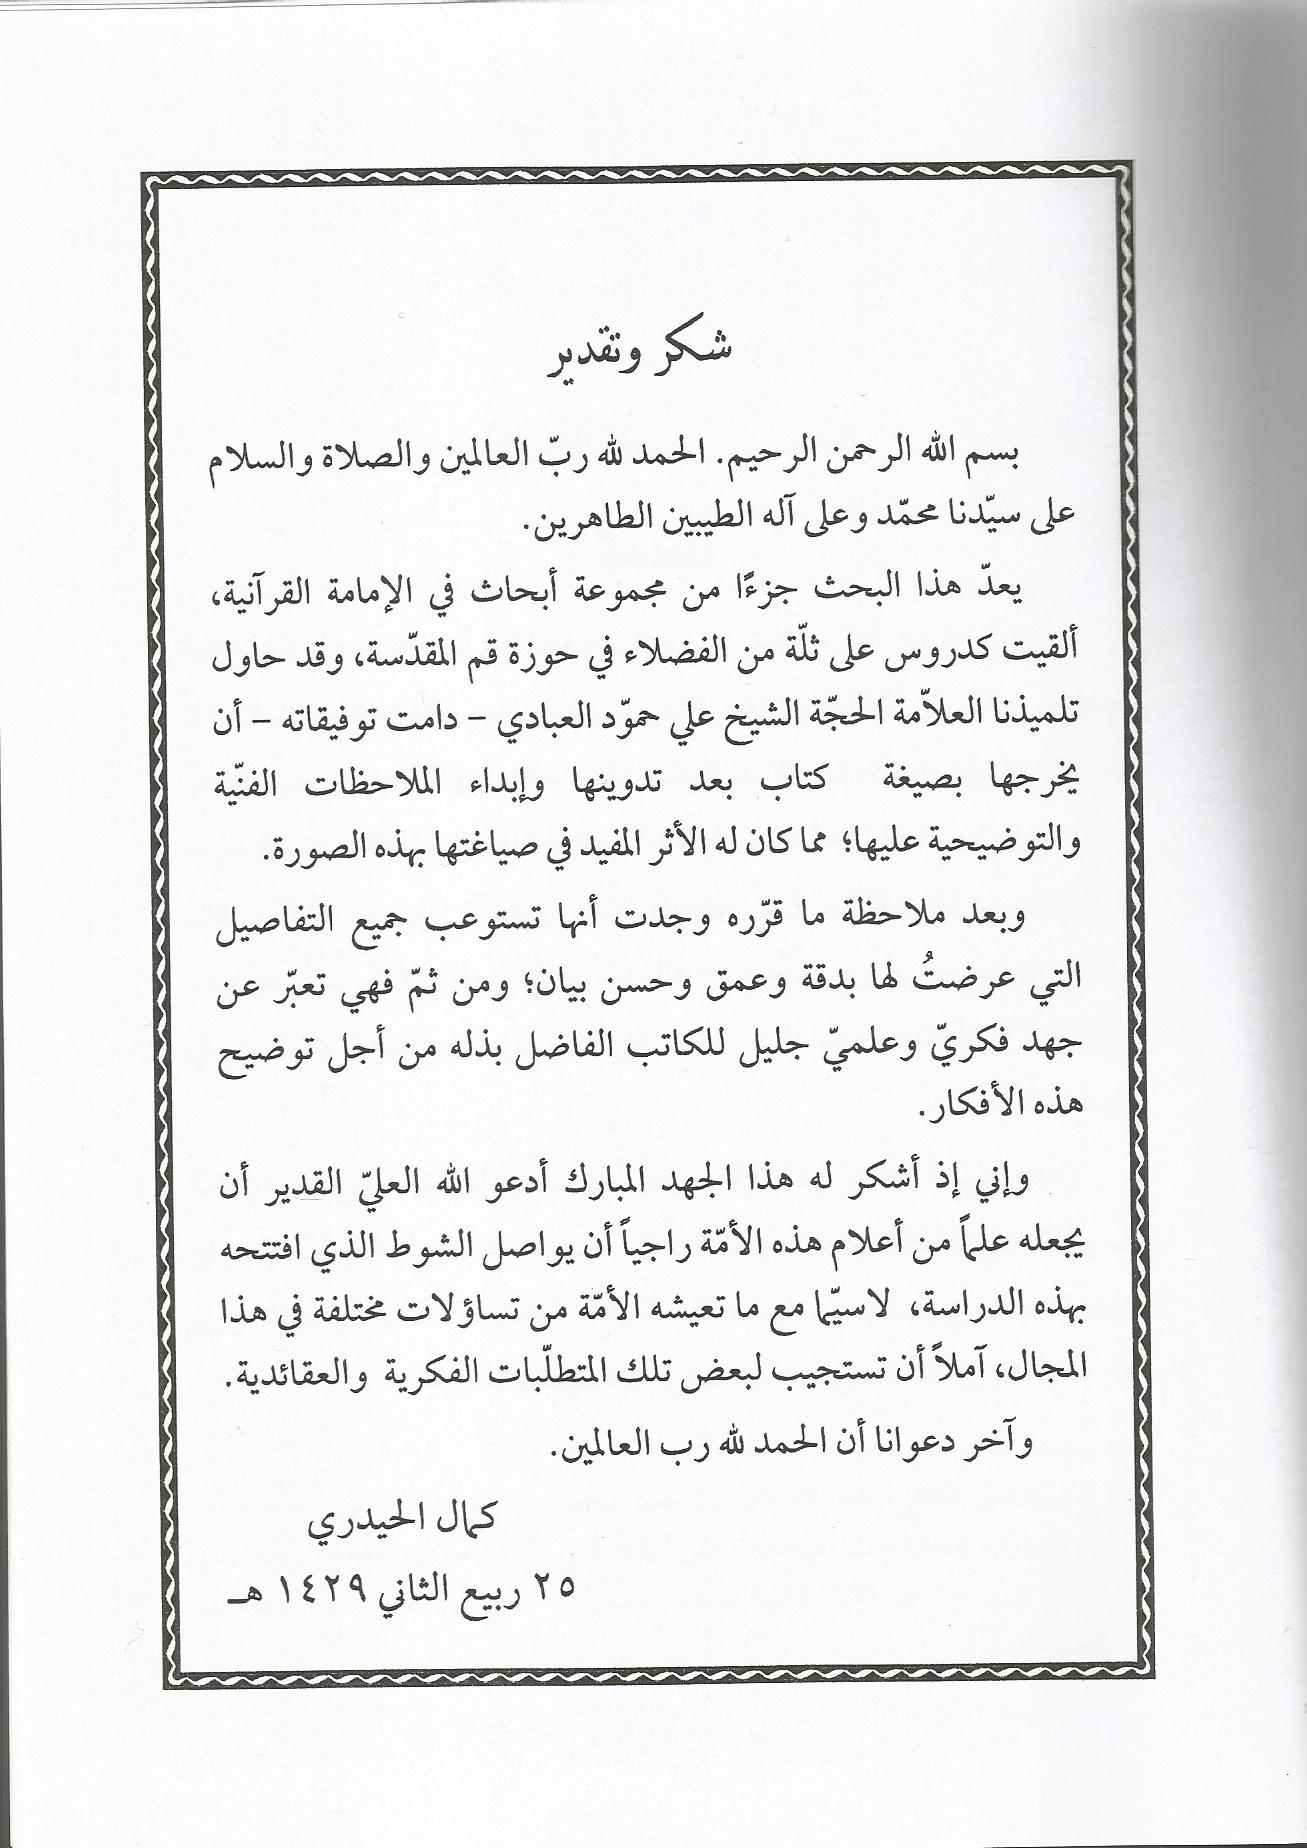 شكر وتقدير
بسم الله الرحمن الرحيم. الحمد لله ربّ العالمين والصلاة والسلام
على سيّدنا محمّد وعلى آله الطيبين الطاهرين.
يعدّ هذا البحث جزءًا من مجموعة أبحاث في الإمامة القرآنية،
ألقيت كدروس على ثلّة من الفضلاء في حوزة قم المقدّسة، وقد حاول
تلميذنا العلاّمة الحجّة الشيخ علي حمّود العبادي - دامت توفيقاته - أن
يخرجها بصيغة كتاب بعد تدوينها وإبداء الملاحظات الفنّية
والتوضيحية عليها؛ مما كان له الأثر المفيد في صياغتها بهذه الصورة.
وبعد ملاحظة ما قرّره وجدت أنها تستوعب جميع التفاصيل
التي عرضتُ لها بدقة وعمق وحسن بيان؛ ومن ثمّ فهي تعبّر عن
جهد فكريّ وعلميّ جليل للكاتب الفاضل بذله من أجل توضيح
هذه الأفكار.
وإني إذ أشكر له هذا الجهد المبارك أدعو الله العليّ القدير أن
يجعله علماً من أعلام هذه الأمّة راجياً أن يواصل الشوط الذي افتتحه
بهذه الدراسة، لاسيّما مع ما تعيشه الأمّة من تساؤلات مختلفة في هذا
المجال، آملاً أن تستجيب لبعض تلك المتطلّبات الفكرية والعقائدية.
وآخر دعوانا أن الحمد لله رب العالمين.
كمال الحيدري
٢٥ ربيع الثاني ١٤٢٩ هـ